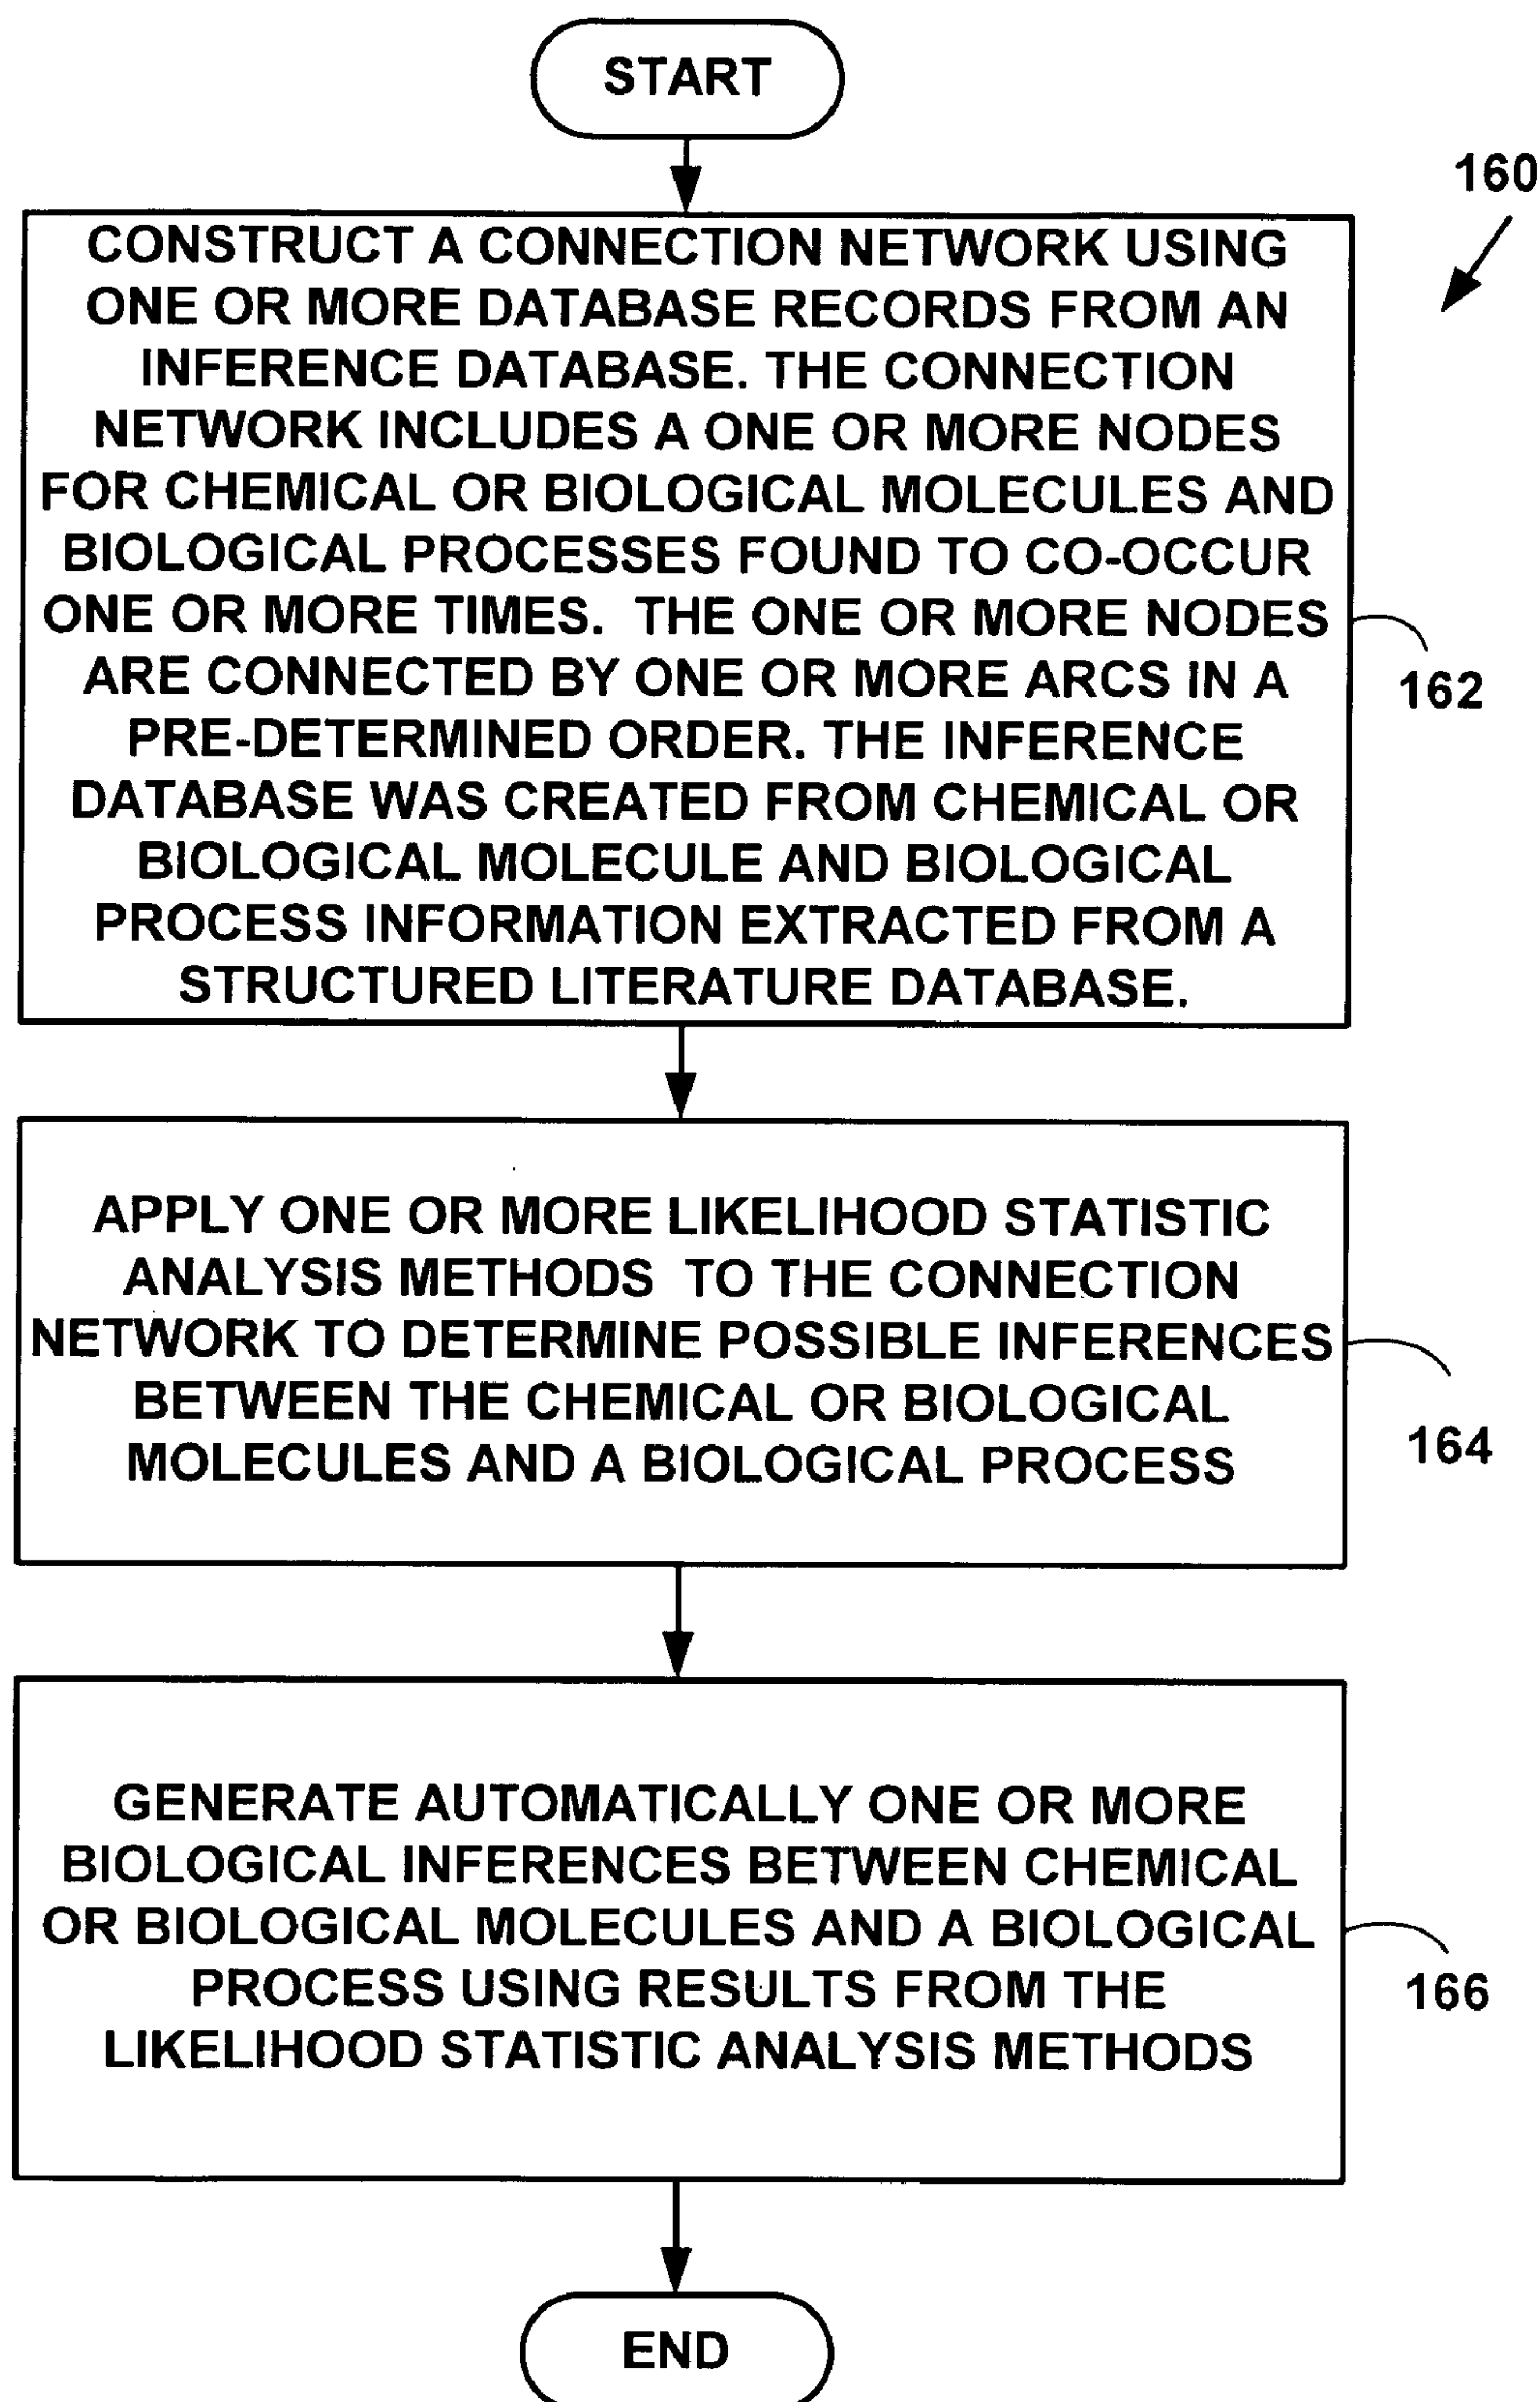 START
160
CONSTRUCT A CONNECTION NETWORK USING
ONE OR MORE DATABASE RECORDS FROM AN
INFERENCE DATABASE. THE CONNECTION
NETWORK INCLUDES A ONE OR MORE NODES
FOR CHEMICAL OR BIOLOGICAL MOLECULES AND
BIOLOGICAL PROCESSES FOUND TO CO-OCCUR
ONE OR MORE TIMES. THE ONE OR MORE NODES
ARE CONNECTED BY ONE OR MORE ARCS IN A
PRE-DETERMINED ORDER. THE INFERENCE
DATABASE WAS CREATED FROM CHEMICAL OR
BIOLOGICAL MOLECULE AND BIOLOGICAL
PROCESS INFORMATION EXTRACTED FROM A
STRUCTURED LITERATURE DATABASE.
162
APPLY ONE OR MORE LIKELIHOOD STATISTIC
ANALYSIS METHODS TO THE CONNECTION
NETWORK TO DETERMINE POSSIBLE INFERENCES
BETWEEN THE CHEMICAL OR BIOLOGICAL
MOLECULES AND A BIOLOGICAL PROCESS
164
GENERATE AUTOMATICALLY ONE OR MORE
BIOLOGICAL INFERENCES BETWEEN CHEMICAL
OR BIOLOGICAL MOLECULES AND A BIOLOGICAL
PROCESS USING RESULTS FROM THE
LIKELIHOOD STATISTIC ANALYSIS METHODS
166
END